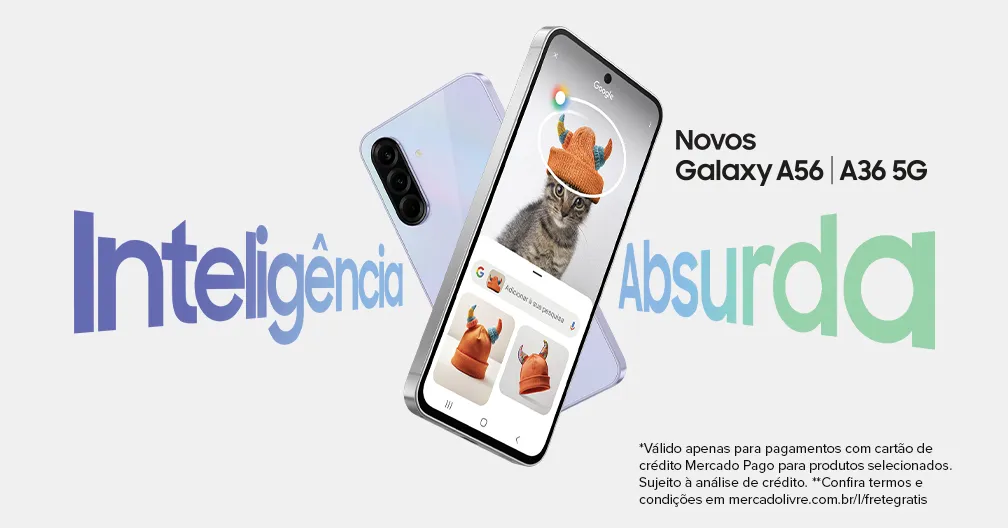 Google
Novos
Galaxy A56 | A36 5G
Inteligência
Absurda
Adicionar à sua pesquisa
*Válido apenas para pagamentos com cartão de
crédito Mercado Pago para produtos selecionados.
Sujeito à análise de crédito. **Confira termos e
condições em mercadolivre.com.br/l/fretegratis